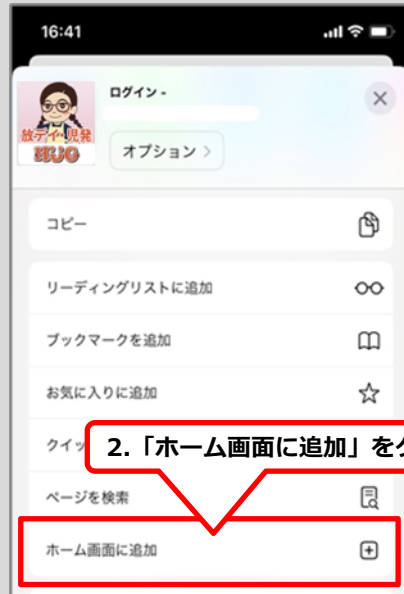 16:41
ログイン -
放デイ・児発
HUG
オプション
コピー
リーディングリストに追加
ブックマークを追加
お気に入りに追加
クイッ
2.「ホーム画面に追加」を
ページを検索
ホーム画面に追加